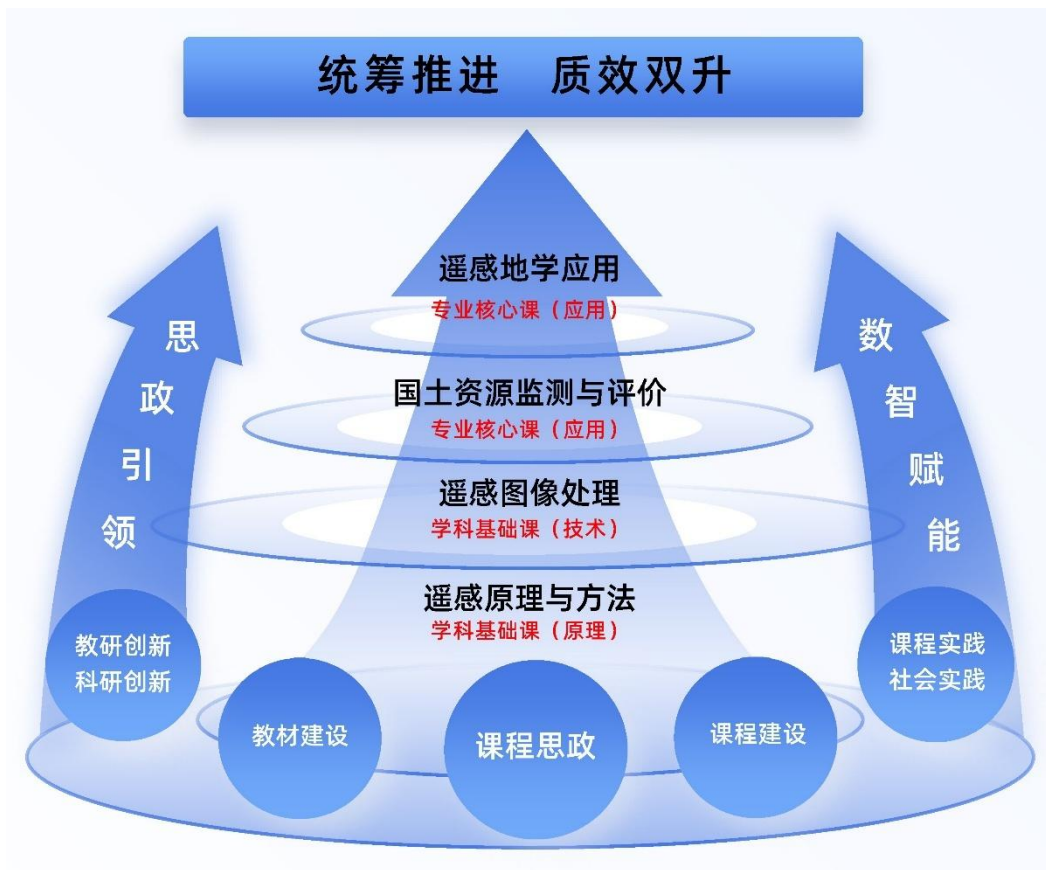 统筹推进 质效双升
遥感地学应用
专业核心课（应用）
国土资源监测与评价
专业核心课（应用）
遥感图像处理
学科基础课（技术）
遥感原理与方法
学科基础课（原理）
思政引领
数智赋能
教研创新
科研创新
教材建设
课程思政
课程建设
课程实践
社会实践